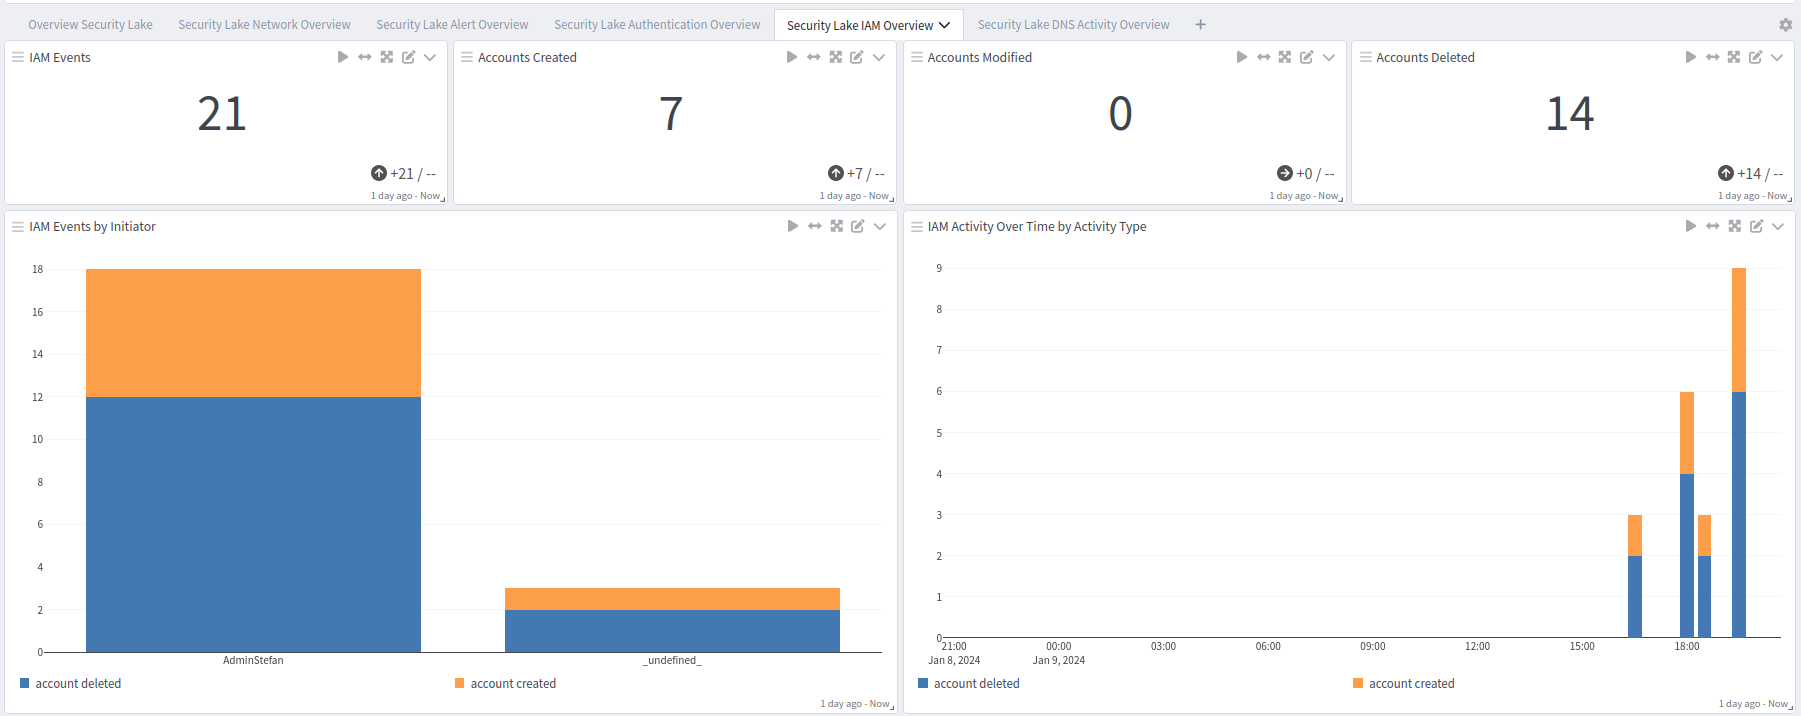 Overview Security Lake Security Lake Network Overview Security Lake Alert Overview Security Lake Authentication Overview Security Lake IAM Overview Security Lake DNS Activity Overview +
IAM Events
21
+21 / --
1 day ago - Now
Accounts Created
7
+7 / --
1 day ago - Now
Accounts Modified
0
+0 / --
1 day ago - Now
Accounts Deleted
14
+14 / --
1 day ago - Now
IAM Events by Initiator
18
16
14
12
10
8
6
4
2
0
AdminStefan _undefined_
account deleted account created
1 day ago - Now
IAM Activity Over Time by Activity Type
9
8
7
6
5
4
3
2
1
0
21:00 00:00 03:00 06:00 09:00 12:00 15:00 18:00
Jan 8, 2024 Jan 9, 2024
account deleted account created
1 day ago - Now